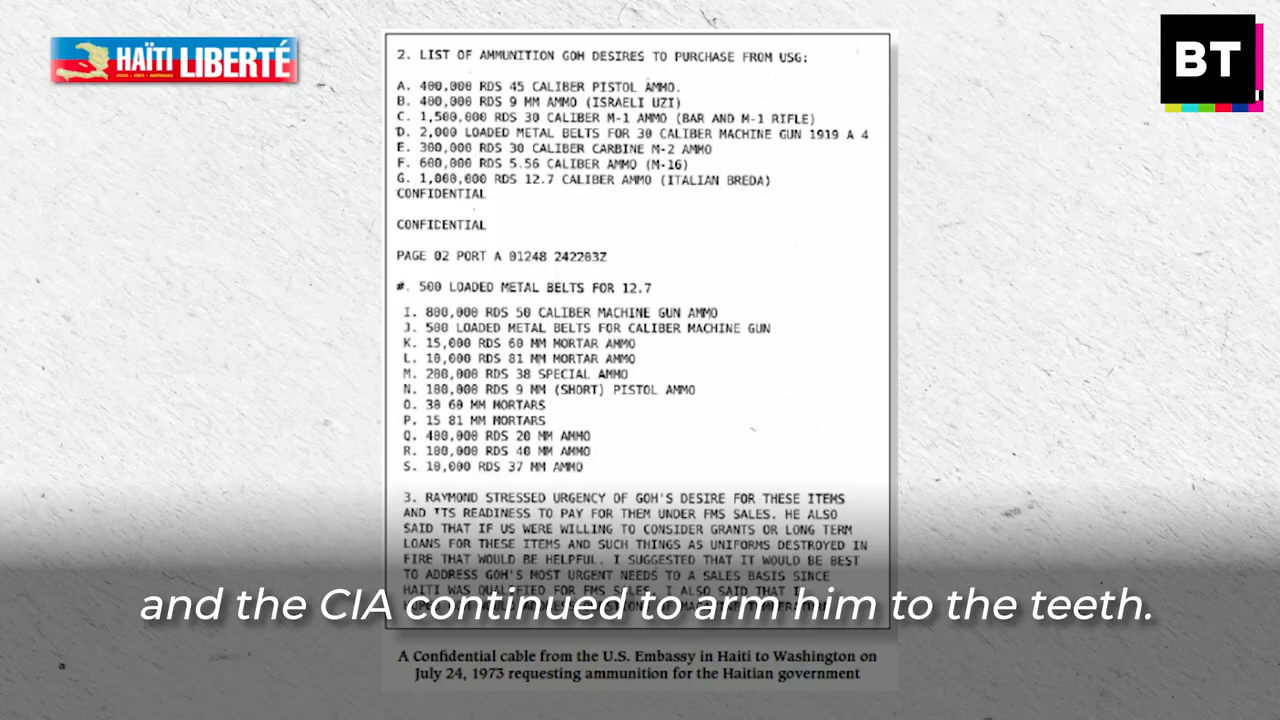 HAÏTI LIBERTÉ
BT
2. LIST OF AMMUNITION GOH DESIRES TO PURCHASE FROM USG:
A. 400,000 RDS 45 CALIBER PISTOL AMMO.
B. 400,000 RDS 9 MM AMMO (ISRAELI UZI)
C. 1,500,000 RDS 30 CALIBER M-1 AMMO (BAR AND M-1 RIFLE)
D. 2,000 LOADED METAL BELTS FOR 30 CALIBER MACHINE GUN 1919 A 4
E. 300,000 RDS 30 CALIBER CARBINE M-2 AMMO
F. 600,000 RDS 5.56 CALIBER AMMO (M-16)
G. 1,000,000 RDS 12.7 CALIBER AMMO (ITALIAN BREDA)
CONFIDENTIAL
CONFIDENTIAL
PAGE 02 PORT A 01248 242203Z
#. 500 LOADED METAL BELTS FOR 12.7
I. 800,000 RDS 50 CALIBER MACHINE GUN AMMO
J. 500 LOADED METAL BELTS FOR CALIBER MACHINE GUN
K. 15,000 RDS 60 MM MORTAR AMMO
L. 10,000 RDS 81 MM MORTAR AMMO
M. 200,000 RDS 38 SPECIAL AMMO
N. 100,000 RDS 9 MM (SHORT) PISTOL AMMO
O. 30 60 MM MORTARS
P. 15 81 MM MORTARS
Q. 400,000 RDS 20 MM AMMO
R. 100,000 RDS 40 MM AMMO
S. 10,000 RDS 37 MM AMMO
3. RAYMOND STRESSED URGENCY OF GOH'S DESIRE FOR THESE ITEMS
AND ITS READINESS TO PAY FOR THEM UNDER FMS SALES. HE ALSO
SAID THAT IF US WERE WILLING TO CONSIDER GRANTS OR LONG TERM
LOANS FOR THESE ITEMS AND SUCH THINGS AS UNIFORMS DESTROYED IN
FIRE THAT WOULD BE HELPFUL. I SUGGESTED THAT IT WOULD BE BEST
TO ADDRESS GOH'S MOST URGENT NEEDS TO A SALES BASIS SINCE
HAITI WAS QUALIFIED FOR FMS SALES. I ALSO SAID THAT I
and the CIA continued to arm him to the teeth.
A Confidential cable from the U.S. Embassy in Haiti to Washington on
July 24, 1973 requesting ammunition for the Haitian government